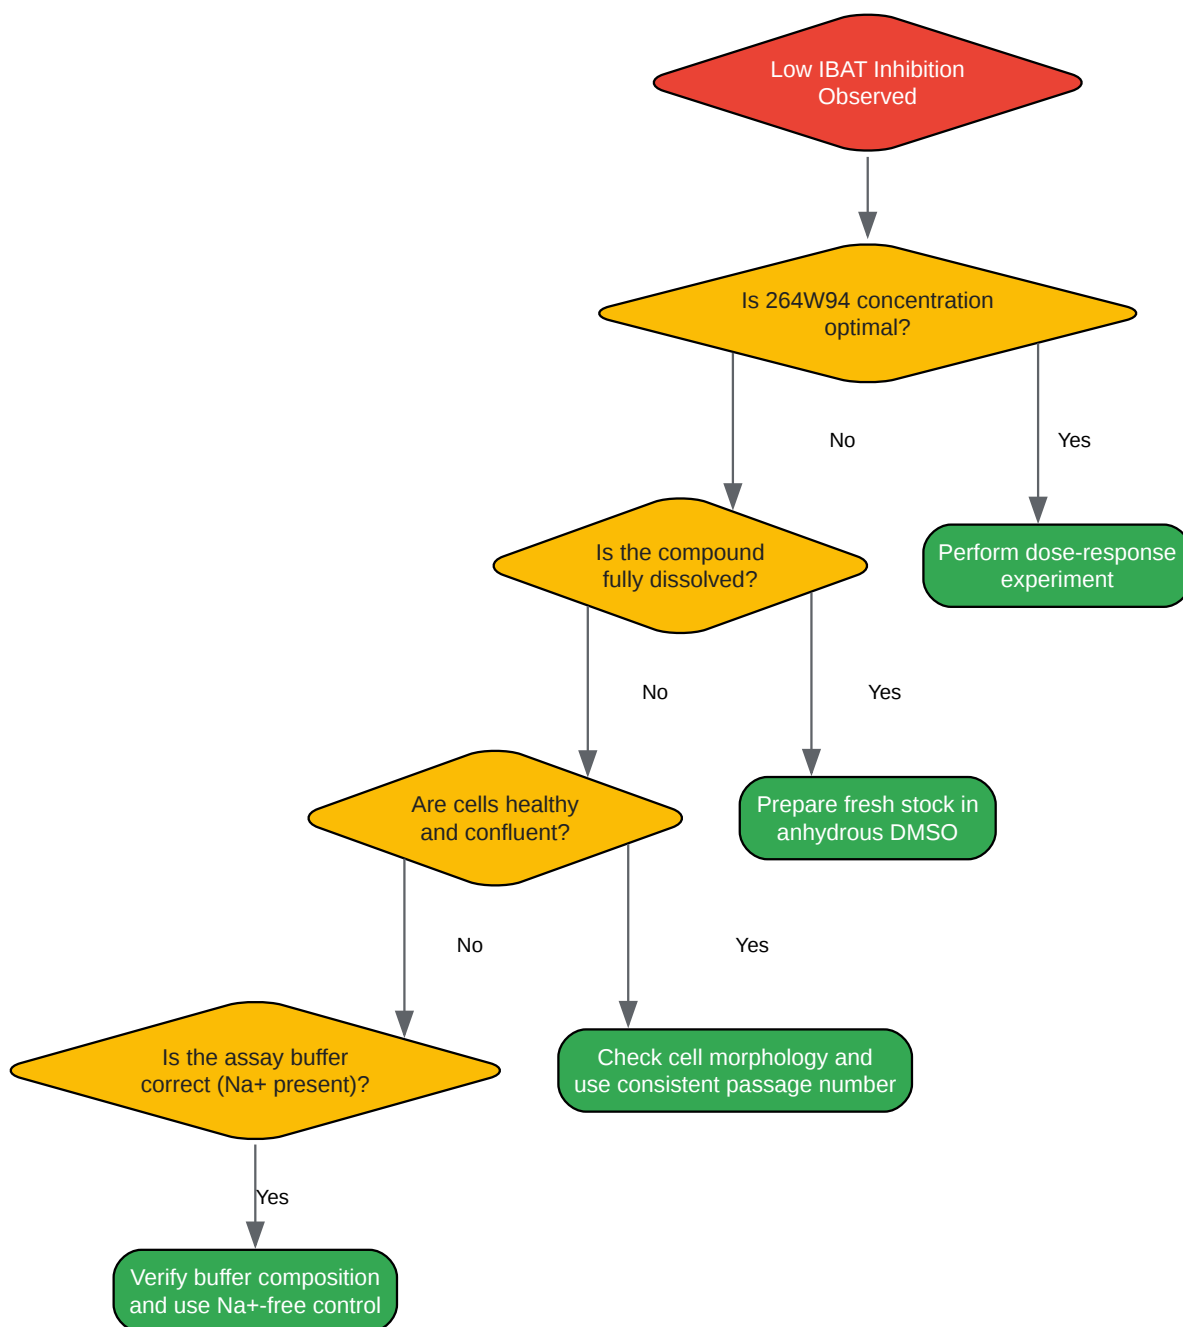 Low IBAT Inhibition
Observed
Is 264W94 concentration
optimal?
No
Yes
Is the compound
fully dissolved?
Perform dose-response
experiment
No
Yes
Are cells healthy
and confluent?
Prepare fresh stock in
anhydrous DMSO
No
Yes
Is the assay buffer
correct (Na+ present)?
Check cell morphology and
use consistent passage number
Yes
Verify buffer composition
and use Na+-free control